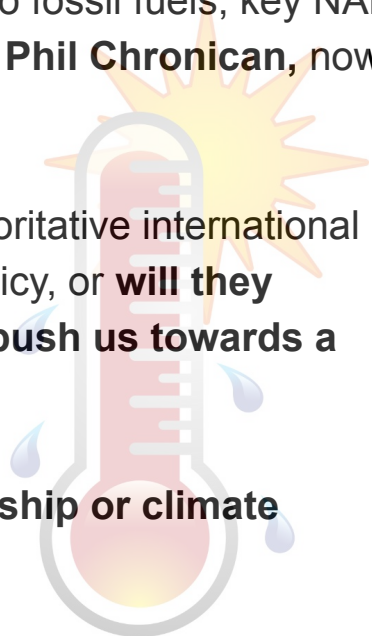 o fossil fuels, key NA
Phil Chronican, now
oritative international
icy, or will they
push us towards a
ship or climate